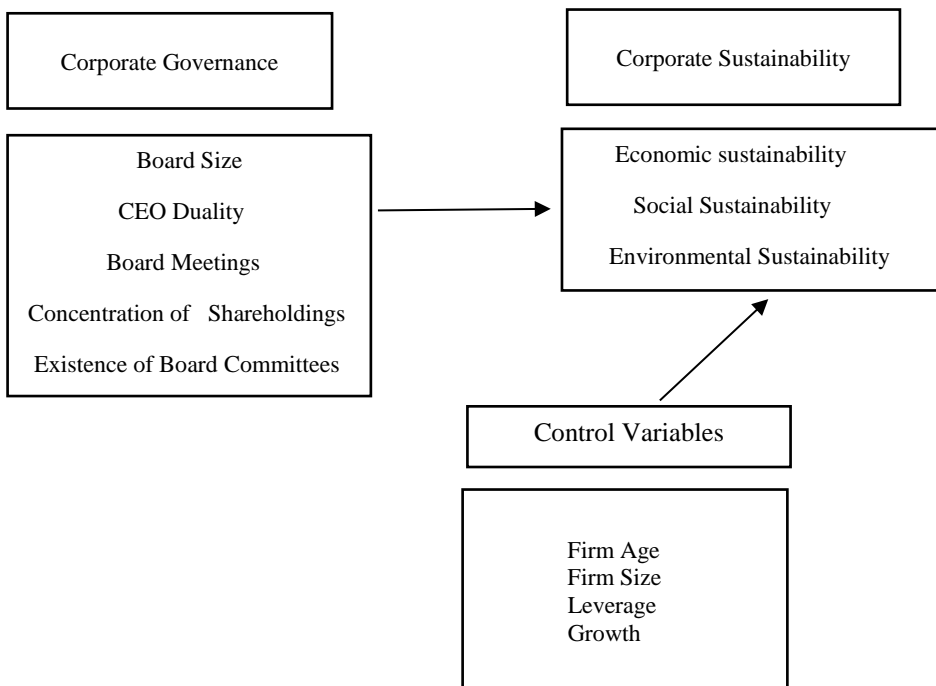 Corporate Governance
Corporate Sustainability
Board Size
CEO Duality
Board Meetings
Concentration of Shareholdings
Existence of Board Committees
Economic sustainability
Social Sustainability
Environmental Sustainability
Control Variables
Firm Age
Firm Size
Leverage
Growth